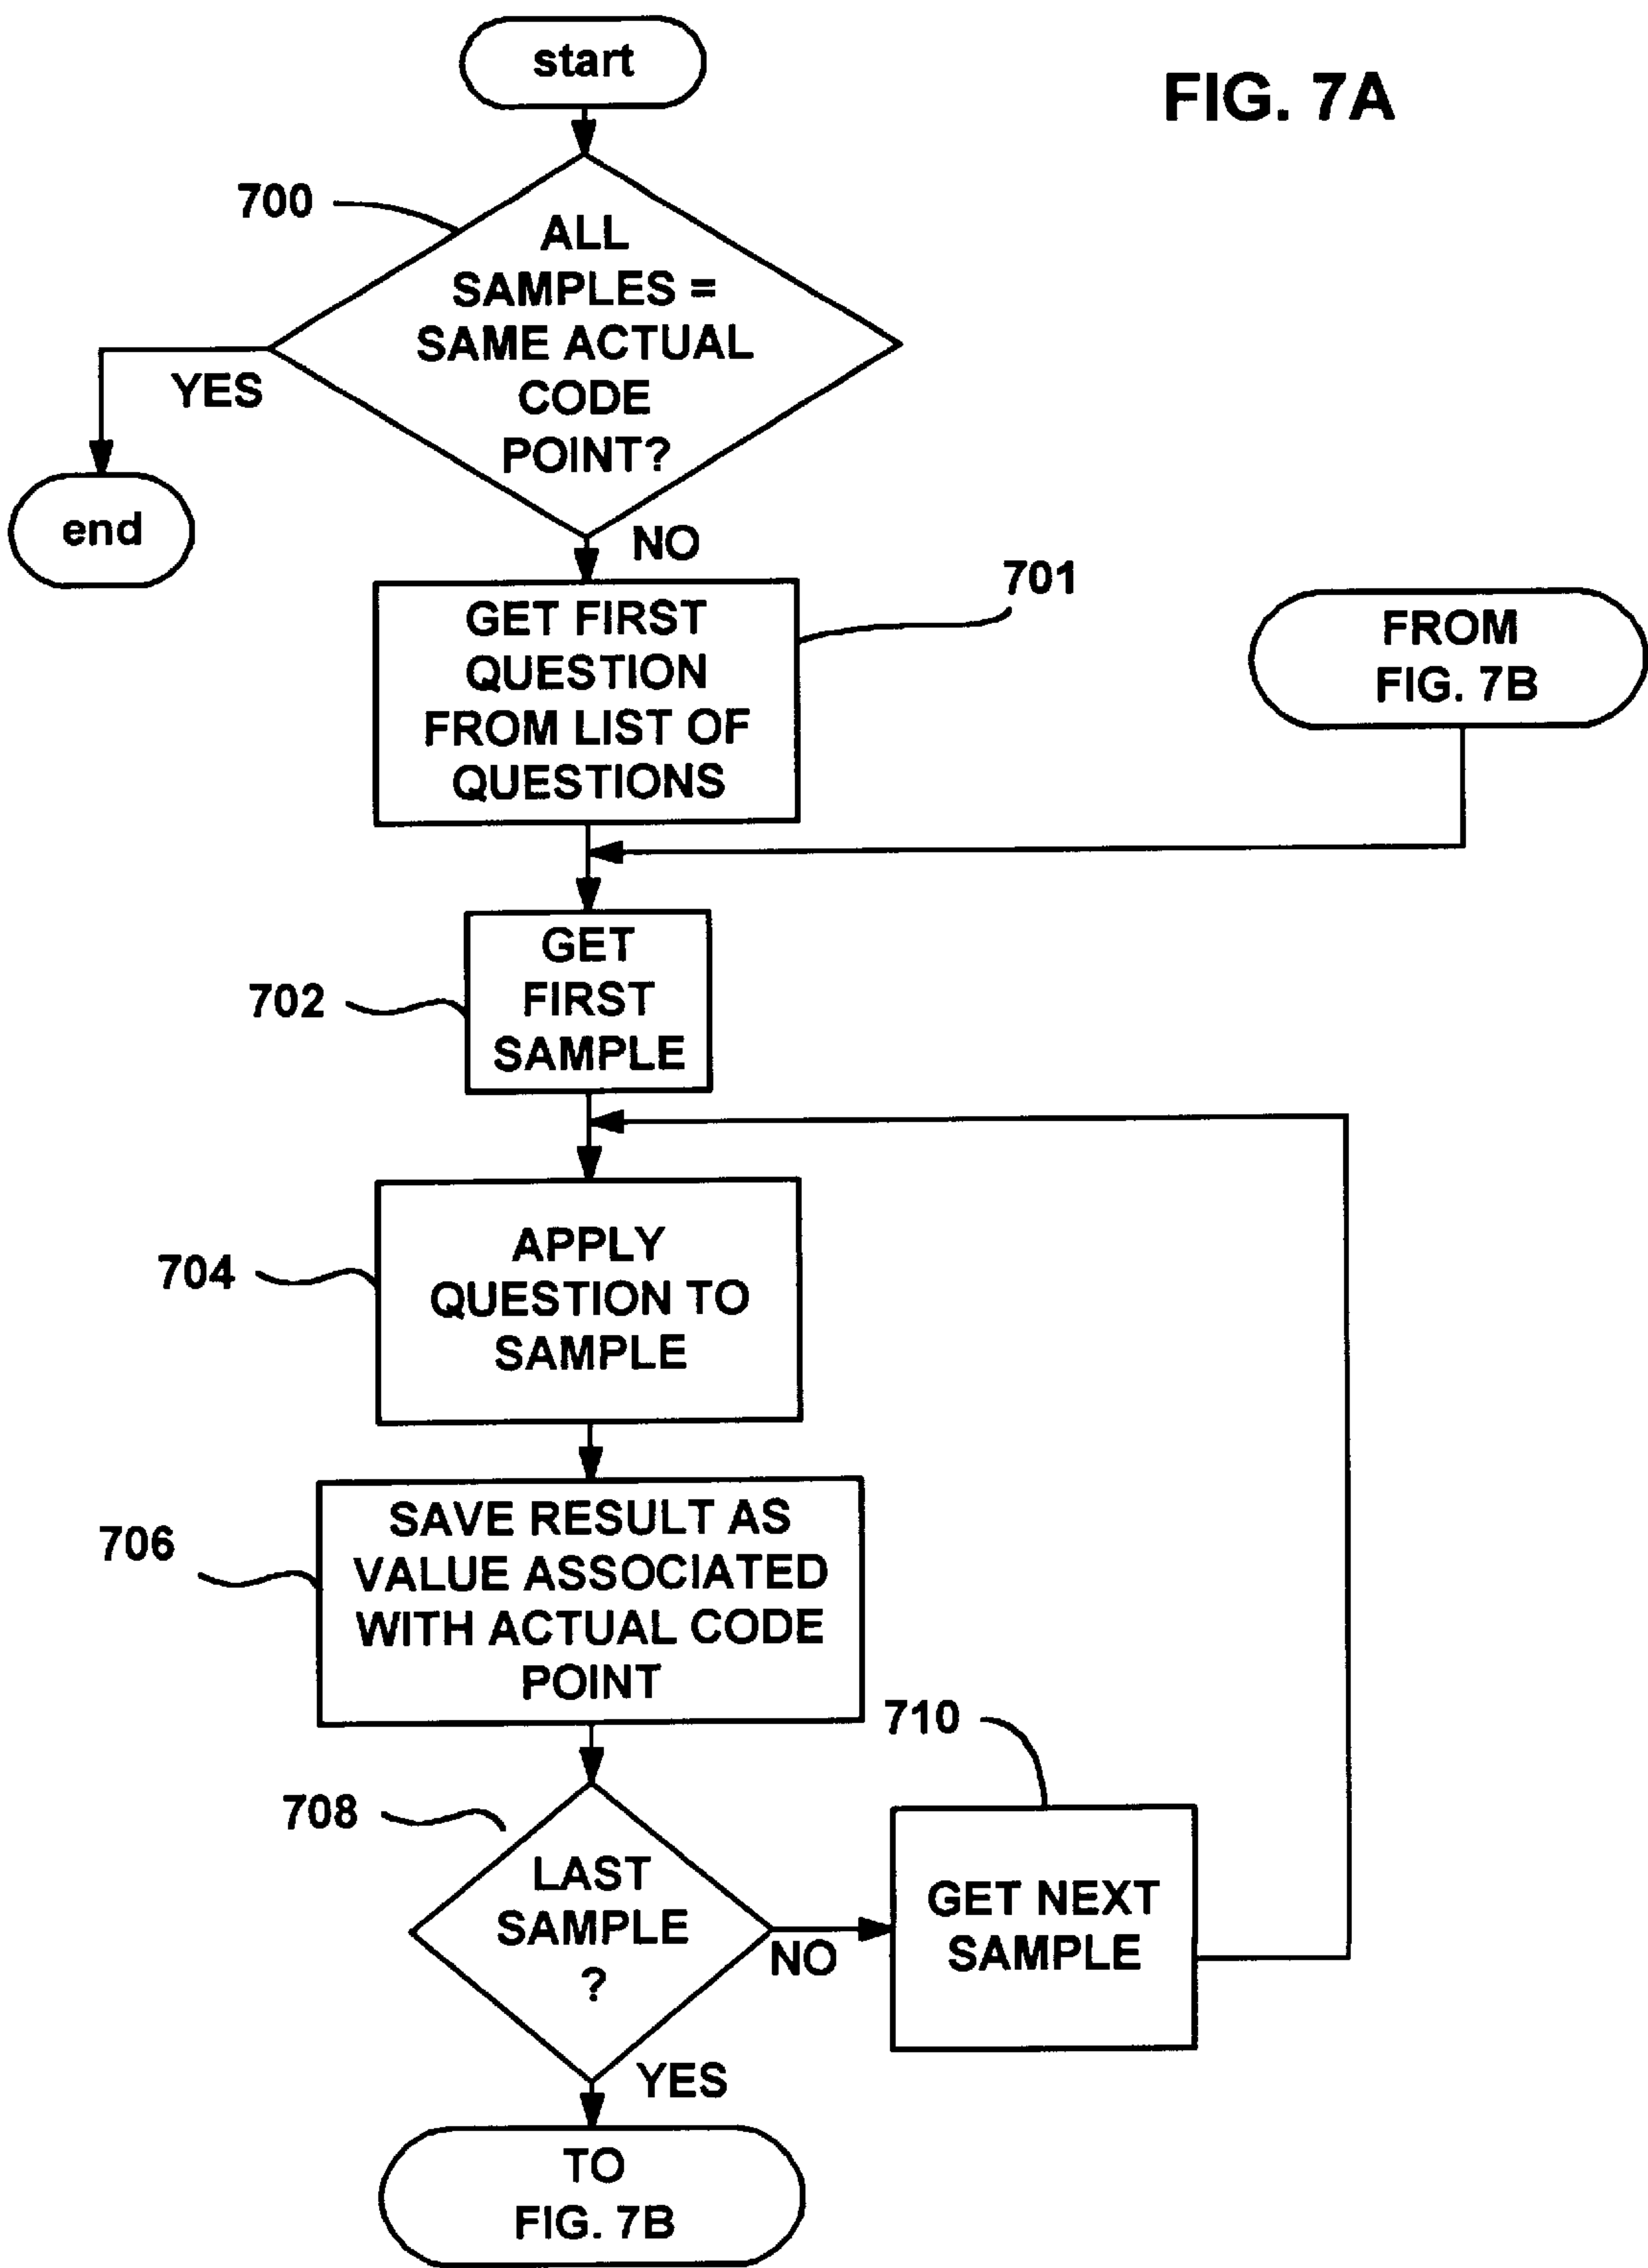 start
FIG. 7A
700
ALL
SAMPLES =
SAME ACTUAL
CODE
POINT?
YES
end
NO
701
GET FIRST
QUESTION
FROM LIST OF
QUESTIONS
FROM
FIG. 7B
702
GET
FIRST
SAMPLE
704
APPLY
QUESTION TO
SAMPLE
706
SAVE RESULT AS
VALUE ASSOCIATED
WITH ACTUAL CODE
POINT
710
708
LAST
SAMPLE
?
NO
GET NEXT
SAMPLE
YES
TO
FIG. 7B